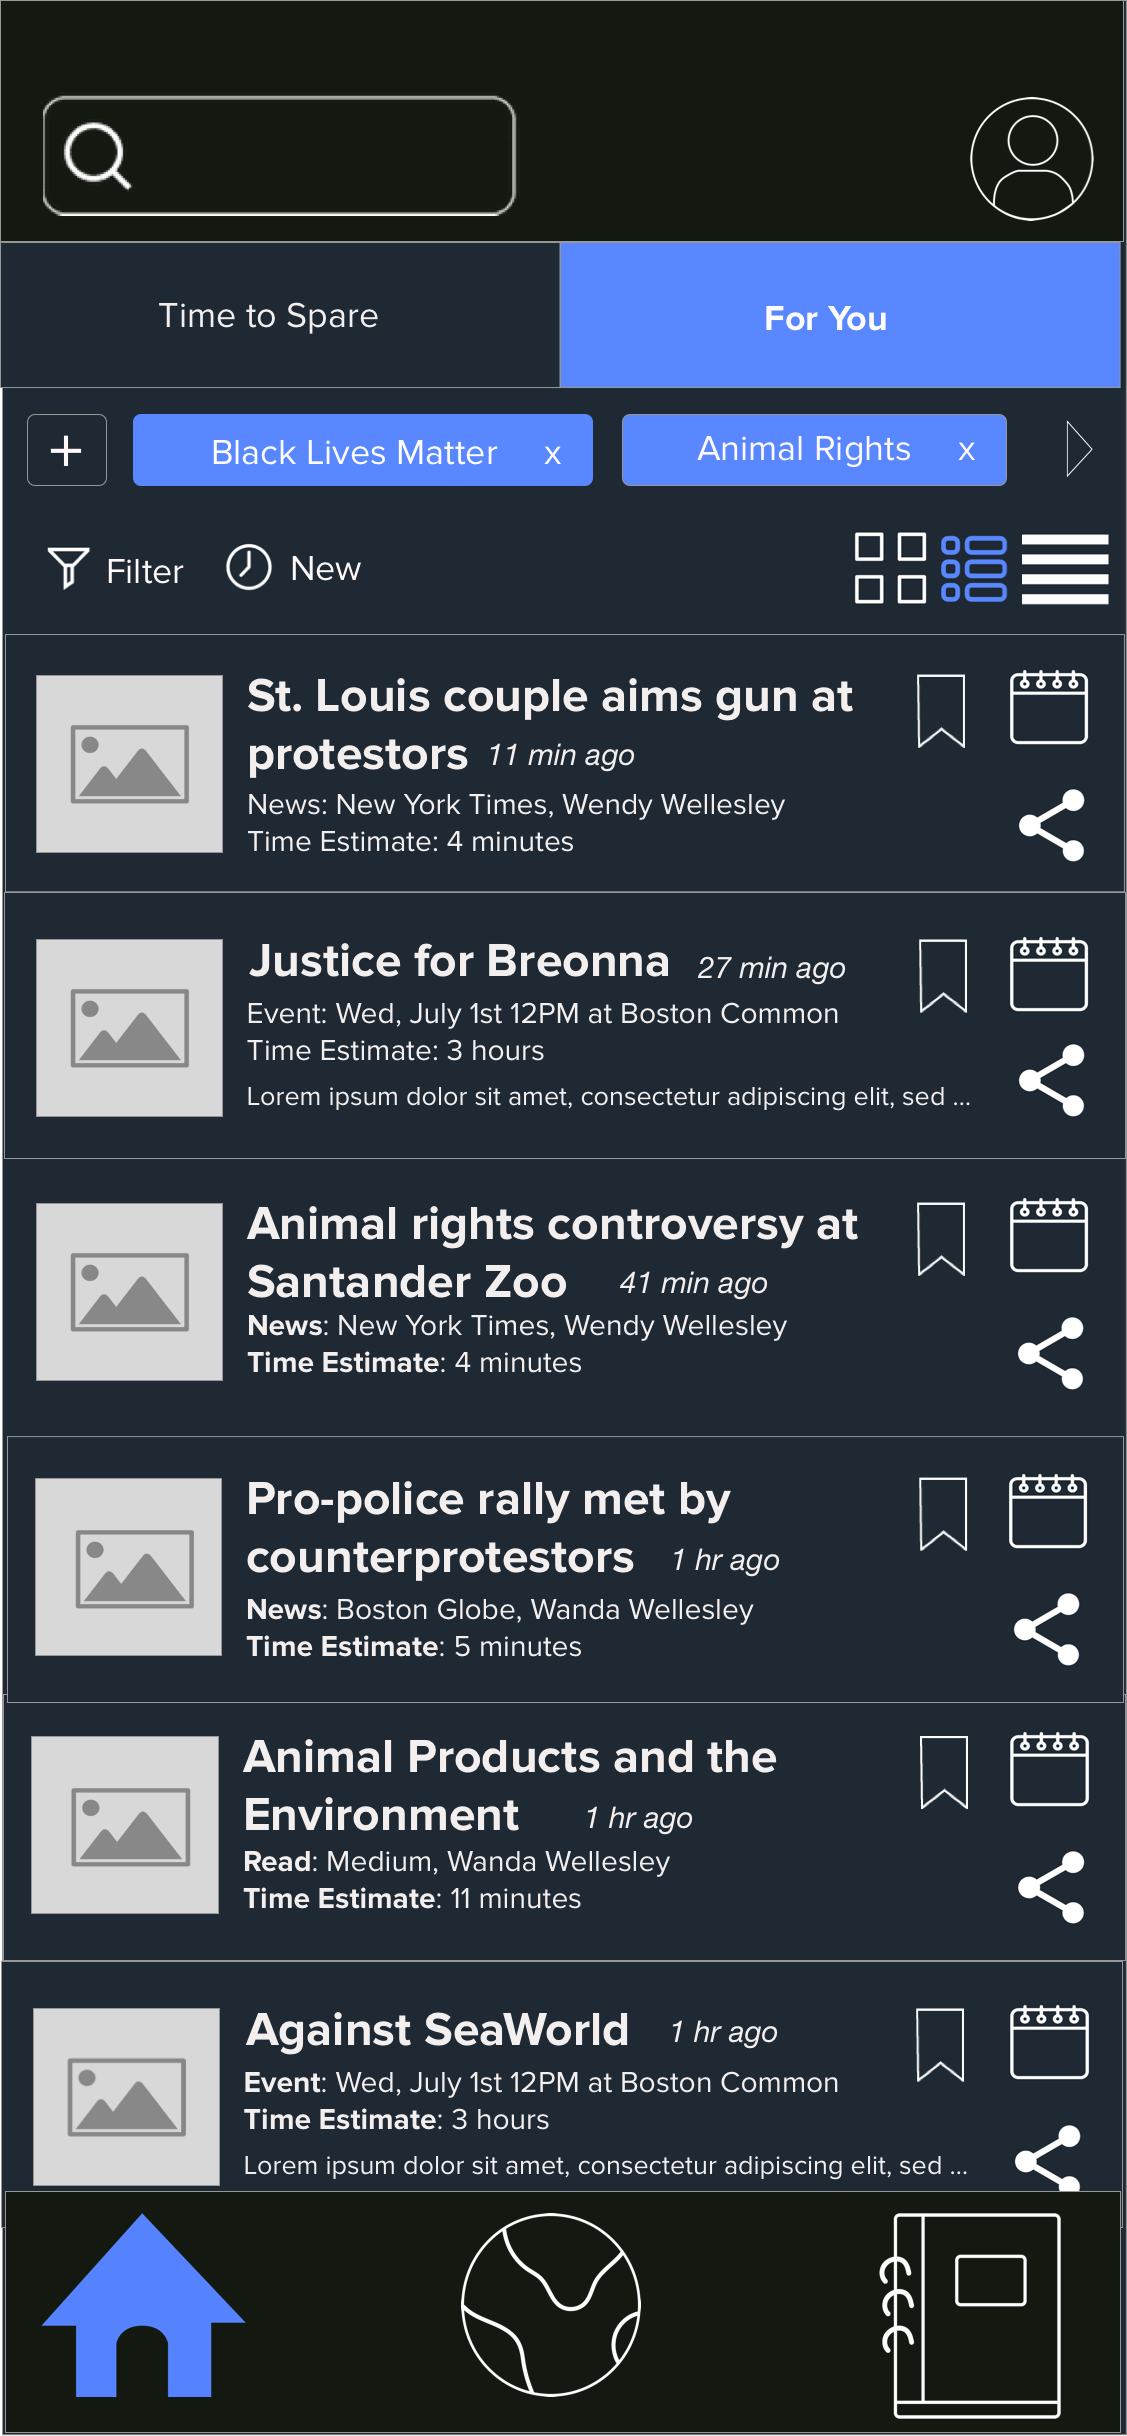 Time to Spare
For You
+
Black Lives Matter x
Animal Rights x
Filter
New
St. Louis couple aims gun at
protestors 11 min ago
News: New York Times, Wendy Wellesley
Time Estimate: 4 minutes
Justice for Breonna 27 min ago
Event: Wed, July 1st 12PM at Boston Common
Time Estimate: 3 hours
Lorem ipsum dolor sit amet, consectetur adipiscing elit, sed ...
Animal rights controversy at
Santander Zoo 41 min ago
News: New York Times, Wendy Wellesley
Time Estimate: 4 minutes
Pro-police rally met by
counterprotestors 1 hr ago
News: Boston Globe, Wanda Wellesley
Time Estimate: 5 minutes
Animal Products and the
Environment 1 hr ago
Read: Medium, Wanda Wellesley
Time Estimate: 11 minutes
Against SeaWorld 1 hr ago
Event: Wed, July 1st 12PM at Boston Common
Time Estimate: 3 hours
Lorem ipsum dolor sit amet, consectetur adipiscing elit, sed ...